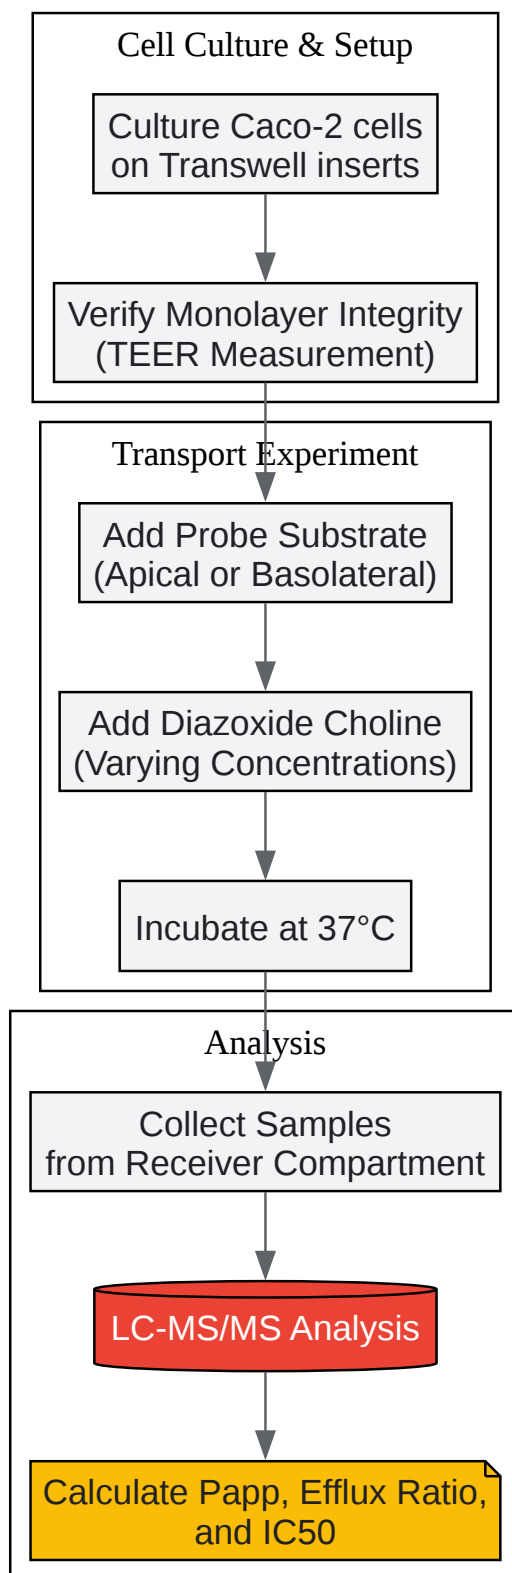 Cell Culture & Setup
Culture Caco-2 cells
on Transwell inserts
Verify Monolayer Integrity
(TEER Measurement)
Transport Experiment
Add Probe Substrate
(Apical or Basolateral)
Add Diazoxide Choline
(Varying Concentrations)
Incubate at 37°C
Analysis
Collect Samples
from Receiver Compartment
LC-MS/MS Analysis
Calculate Papp, Efflux Ratio,
and IC50